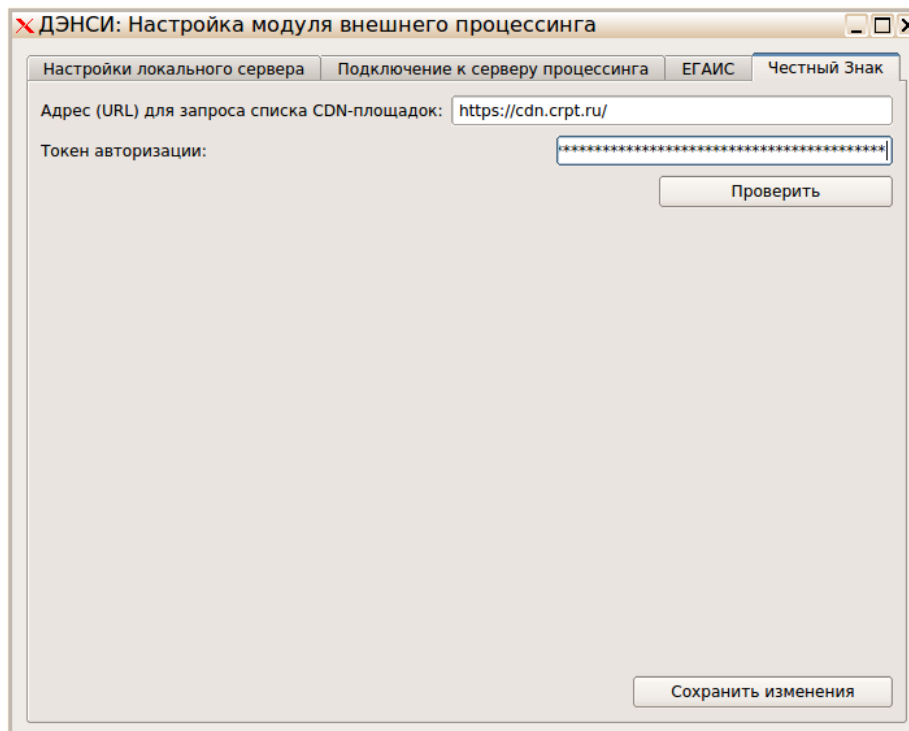 ДЭНСИ: Настройка модуля внешнего процессинга
Настройки локального сервера Подключение к серверу процессинга ЕГАИС Честный Знак
Адрес (URL) для запроса списка CDN-площадок: https://cdn.crpt.ru/
Токен авторизации: ********************************************
Проверить
Сохранить изменения